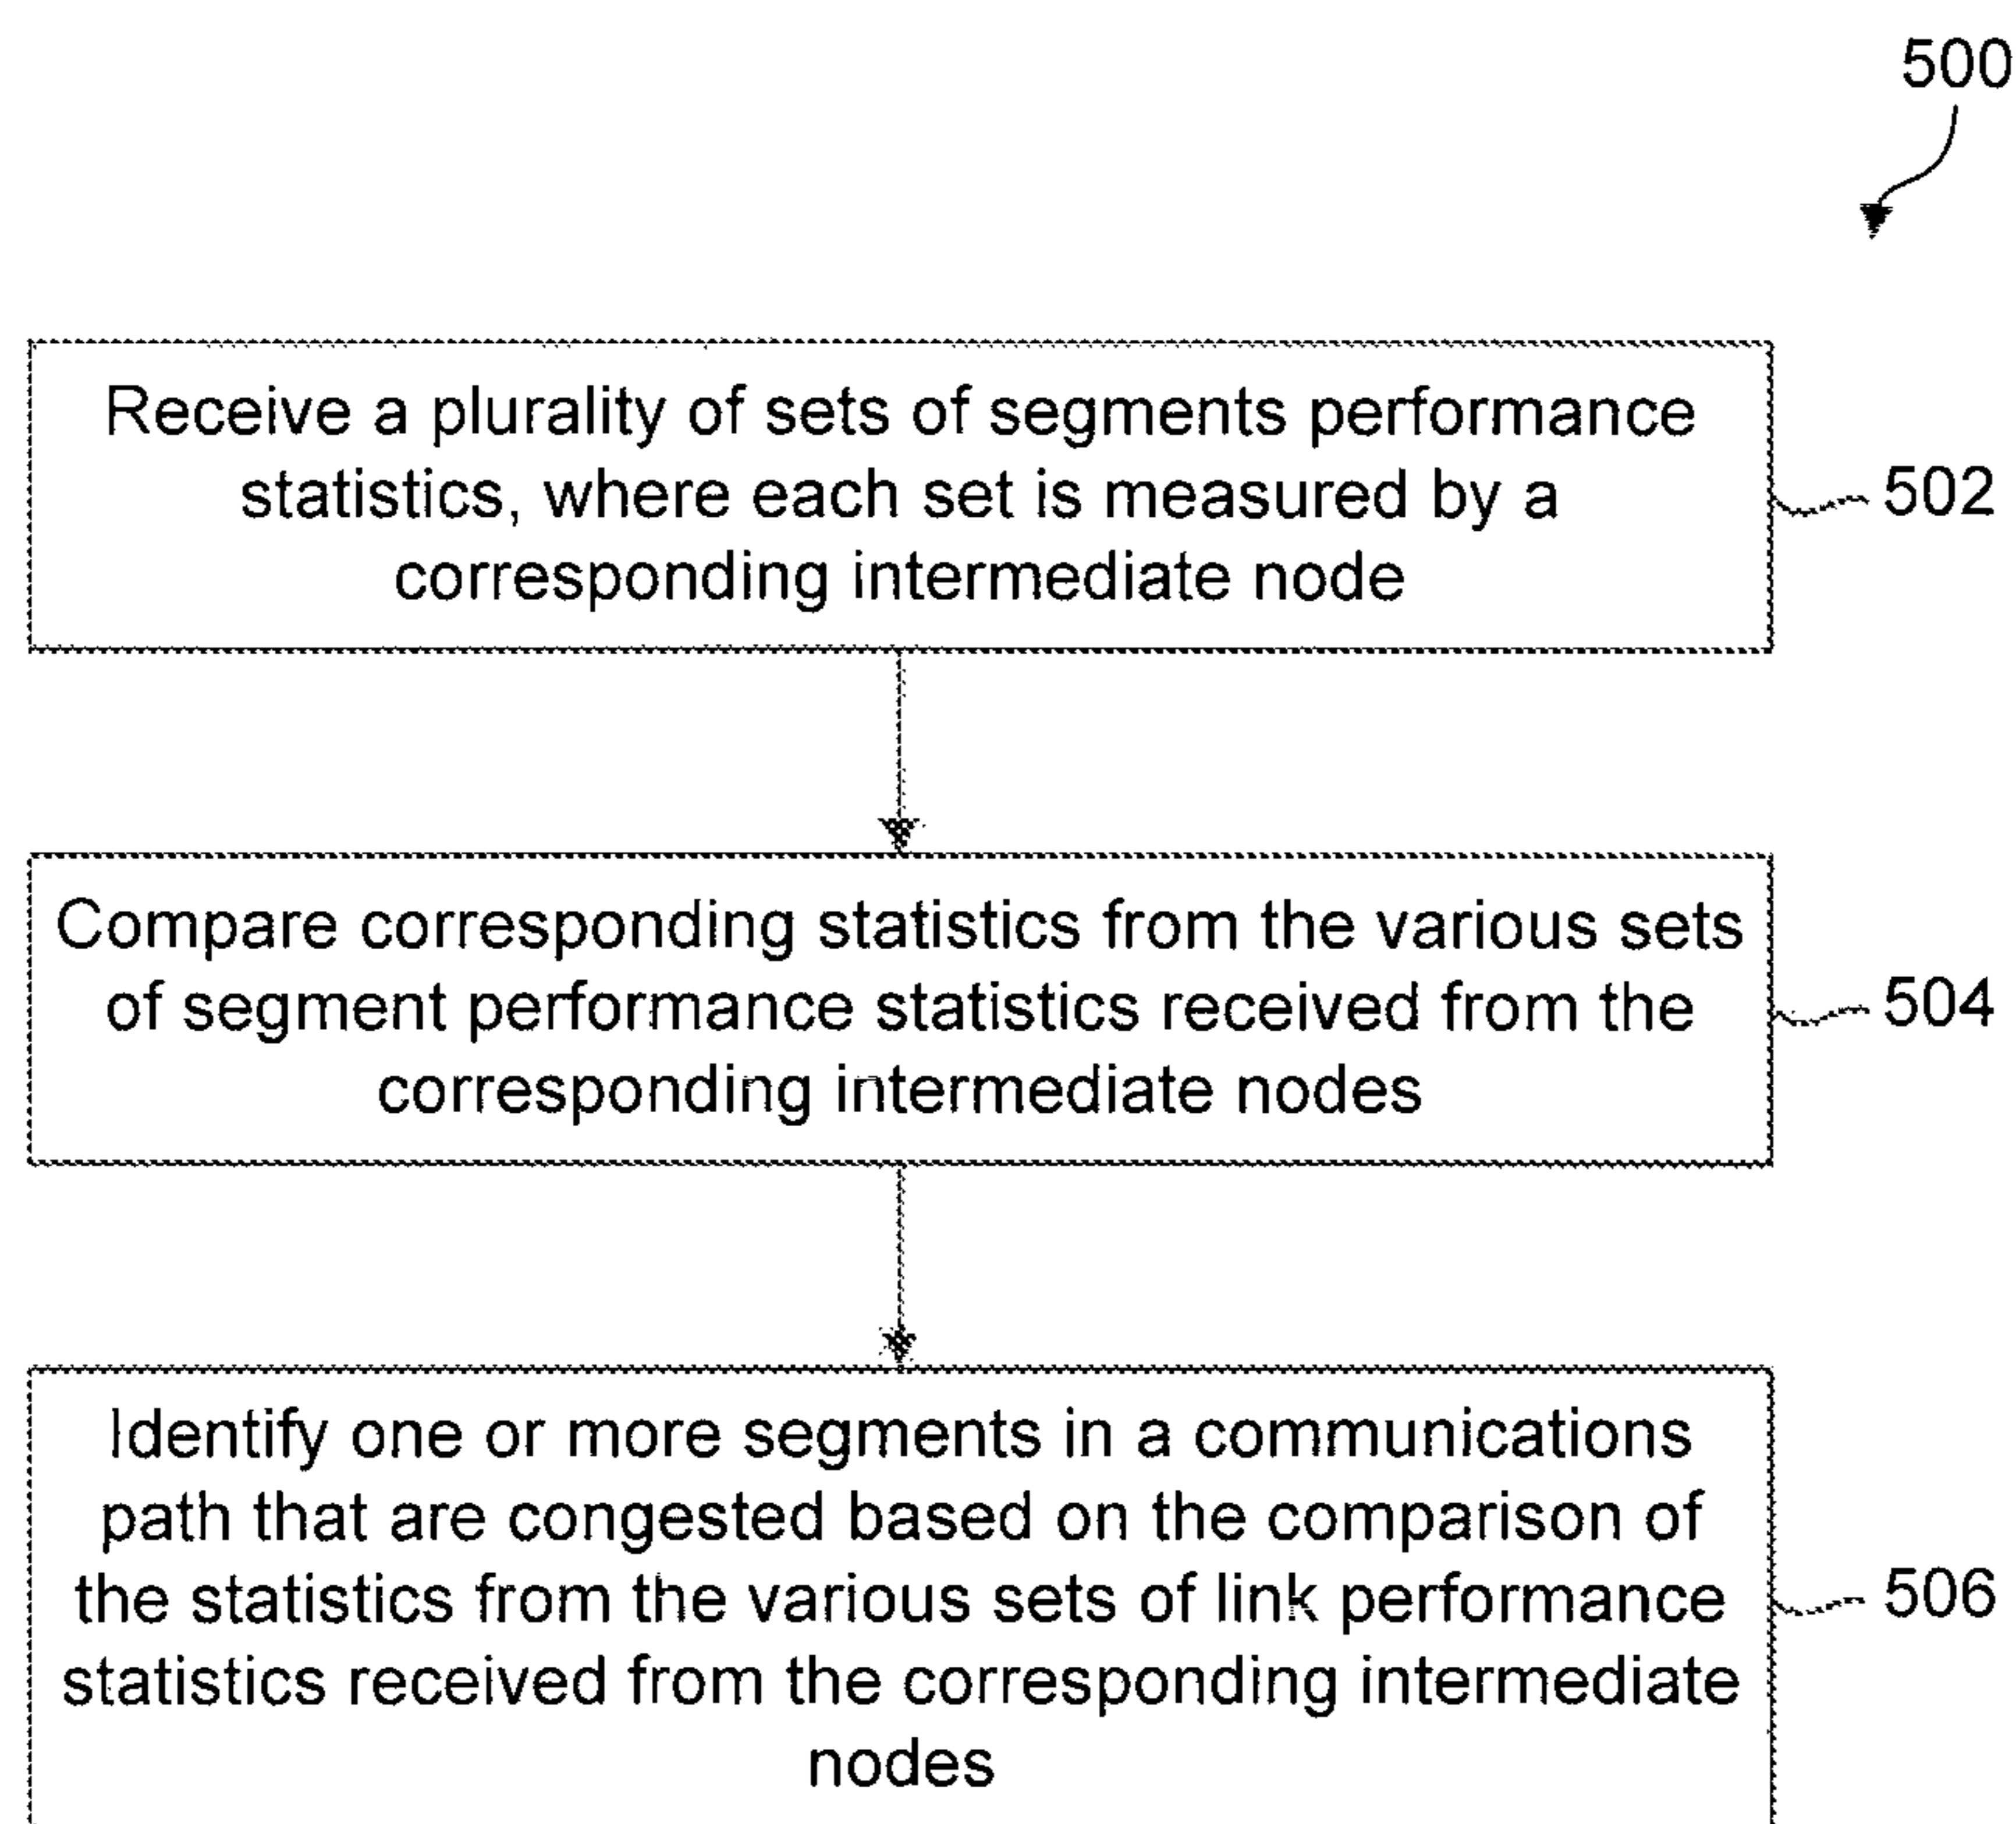 500
Receive a plurality of sets of segments performance
statistics, where each set is measured by a
corresponding intermediate node
502
Compare corresponding statistics from the various sets
of segment performance statistics received from the
corresponding intermediate nodes
504
Identify one or more segments in a communications
path that are congested based on the comparison of
the statistics from the various sets of link performance
statistics received from the corresponding intermediate
nodes
506